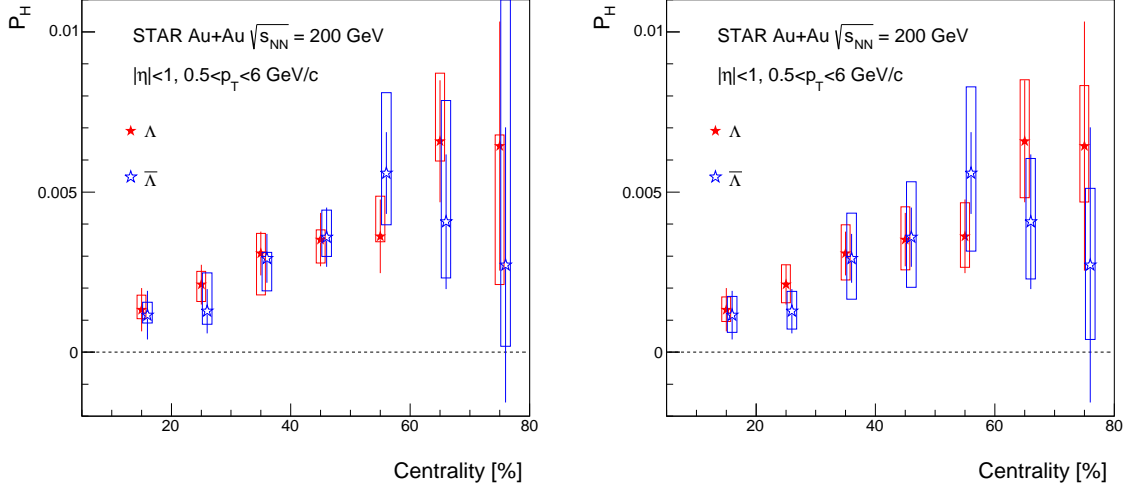 P_H
0.01
0.005
0
STAR Au+Au √s_NN = 200 GeV
|η|<1, 0.5<p_T<6 GeV/c
Λ
Λ̅
20 40 60 80
Centrality [%]
P_H
0.01
0.005
0
STAR Au+Au √s_NN = 200 GeV
|η|<1, 0.5<p_T<6 GeV/c
Λ
Λ̅
20 40 60 80
Centrality [%]